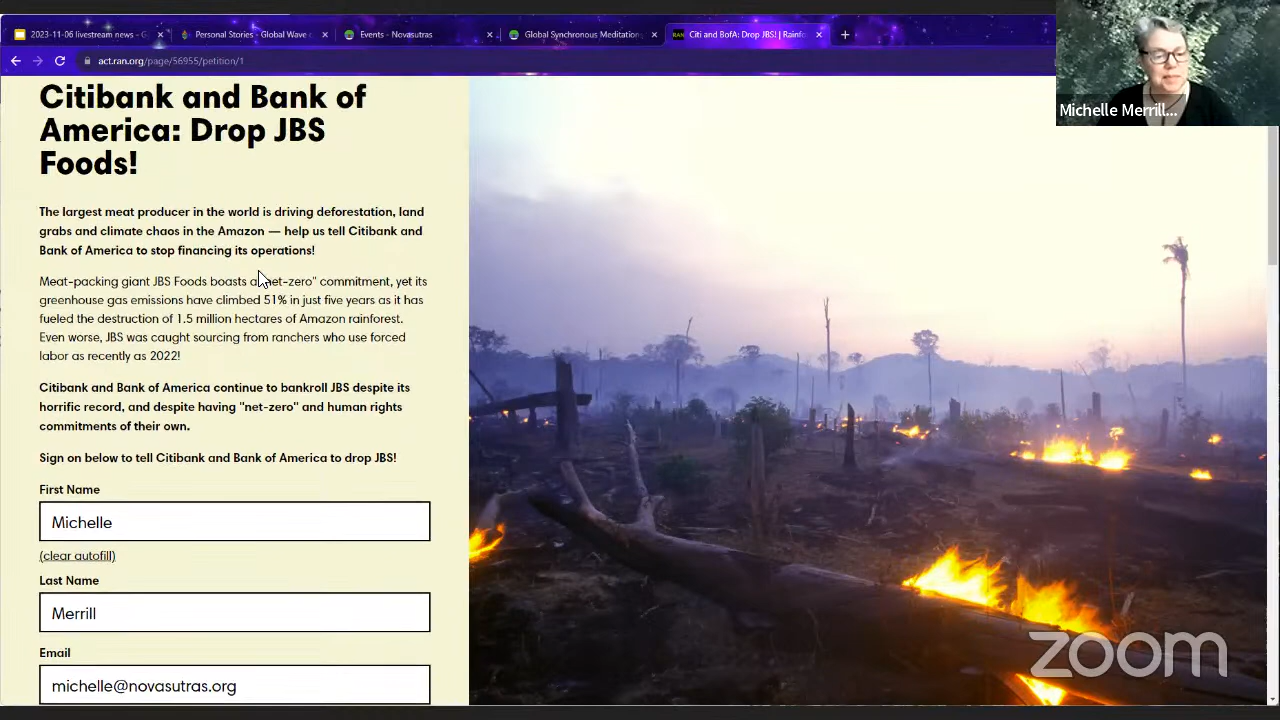 2023-11-06 livestream news - G
Personal Stories - Global Wave
Events - Novasutras
Global Synchronous Meditation
RAN
Citi and BofA: Drop JBS! | Rainfo
act.ran.org/page/56955/petition/1
Michelle Merrill...
Citibank and Bank of
America: Drop JBS
Foods!
The largest meat producer in the world is driving deforestation, land
grabs and climate chaos in the Amazon — help us tell Citibank and
Bank of America to stop financing its operations!
Meat-packing giant JBS Foods boasts a "net-zero" commitment, yet its
greenhouse gas emissions have climbed 51% in just five years as it has
fueled the destruction of 1.5 million hectares of Amazon rainforest.
Even worse, JBS was caught sourcing from ranchers who use forced
labor as recently as 2022!
Citibank and Bank of America continue to bankroll JBS despite its
horrific record, and despite having "net-zero" and human rights
commitments of their own.
Sign on below to tell Citibank and Bank of America to drop JBS!
First Name
Michelle
(clear autofill)
Last Name
Merrill
Email
michelle@novasutras.org
zoom